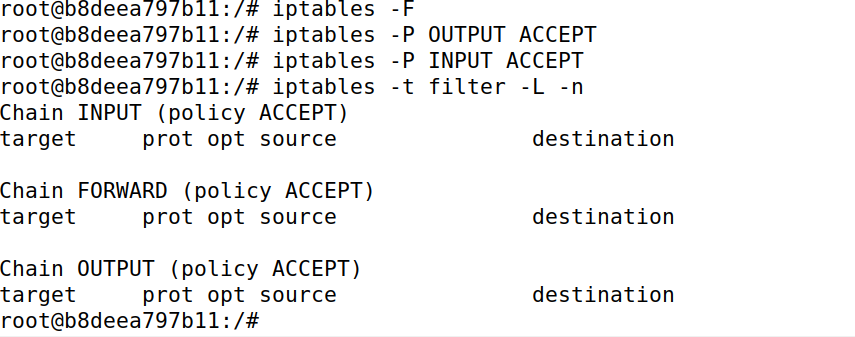 root@b8deea797b11:/# iptables -F
root@b8deea797b11:/# iptables -P OUTPUT ACCEPT
root@b8deea797b11:/# iptables -P INPUT ACCEPT
root@b8deea797b11:/# iptables -t filter -L -n
Chain INPUT (policy ACCEPT)
target     prot opt source               destination

Chain FORWARD (policy ACCEPT)
target     prot opt source               destination

Chain OUTPUT (policy ACCEPT)
target     prot opt source               destination
root@b8deea797b11:/#